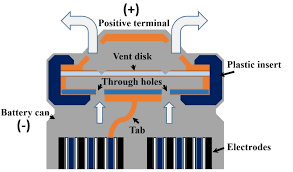 (+)
Positive terminal
Vent disk
Plastic insert
Through holes
Battery can
(-)
Tab
Electrodes